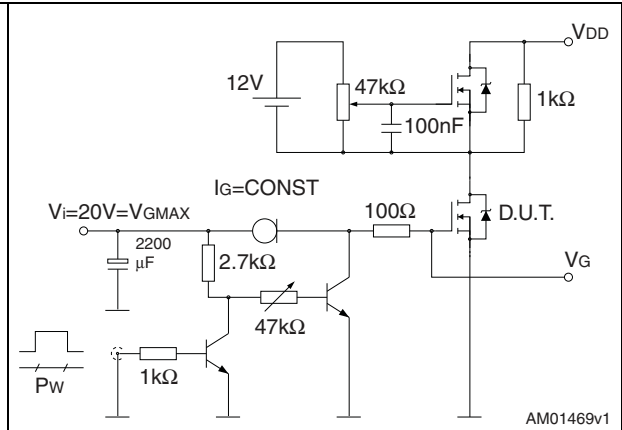 VDD
12V
47kΩ
1kΩ
100nF
IG=CONST
Vi=20V=VGMAX
100Ω
D.U.T.
2200
μF
2.7kΩ
VG
47kΩ
1kΩ
PW
AM01469v1